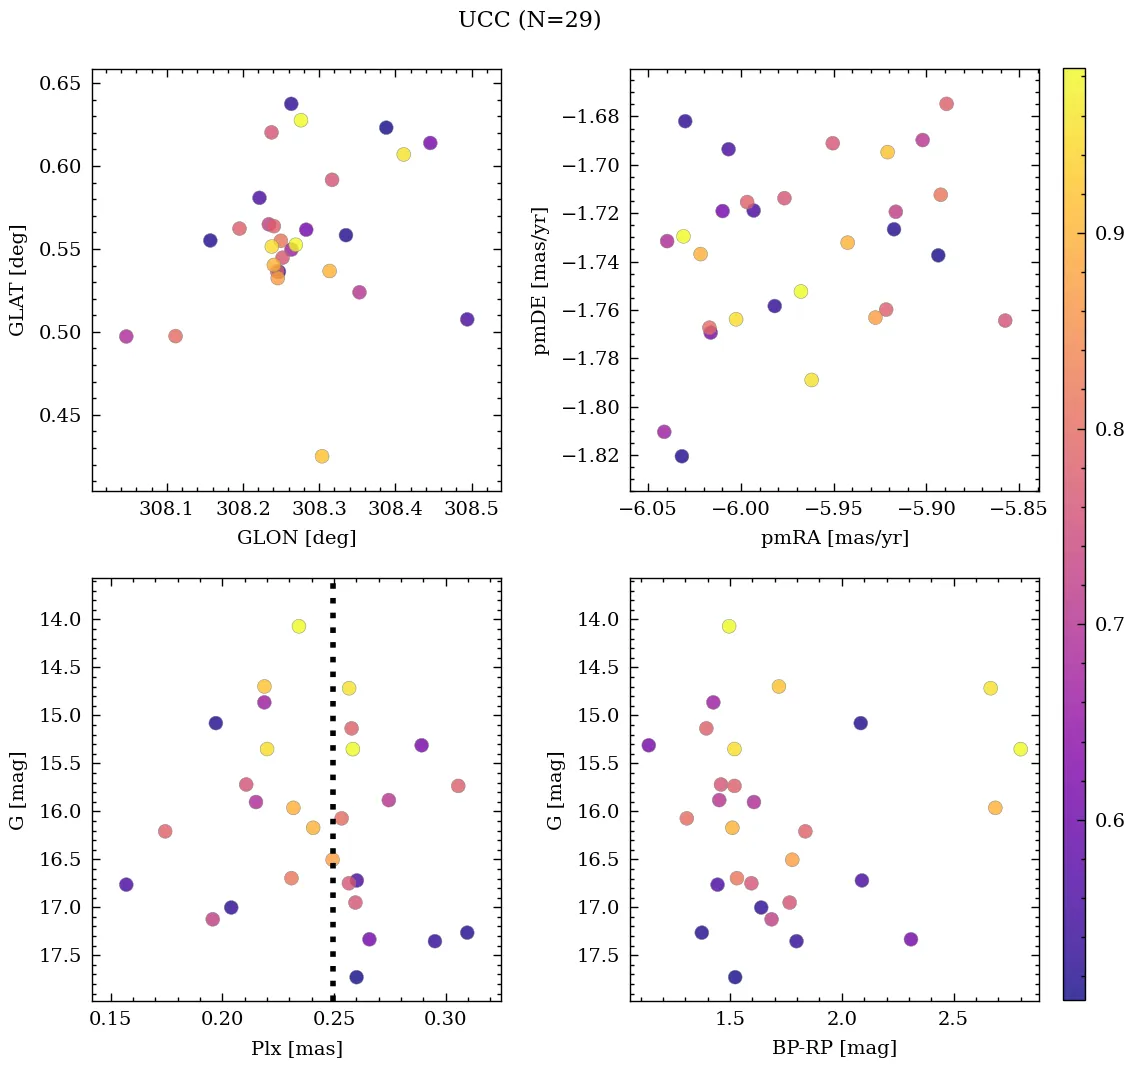 UCC (N=29)
0.65
0.60
0.55
0.50
0.45
GLAT [deg]
308.1 308.2 308.3 308.4 308.5
GLON [deg]
−1.68
−1.70
−1.72
−1.74
−1.76
−1.78
−1.80
−1.82
pmDE [mas/yr]
−6.05 −6.00 −5.95 −5.90 −5.85
pmRA [mas/yr]
14.0
14.5
15.0
15.5
16.0
16.5
17.0
17.5
G [mag]
0.15 0.20 0.25 0.30
Plx [mas]
14.0
14.5
15.0
15.5
16.0
16.5
17.0
17.5
G [mag]
1.5 2.0 2.5
BP-RP [mag]
0.9
0.8
0.7
0.6